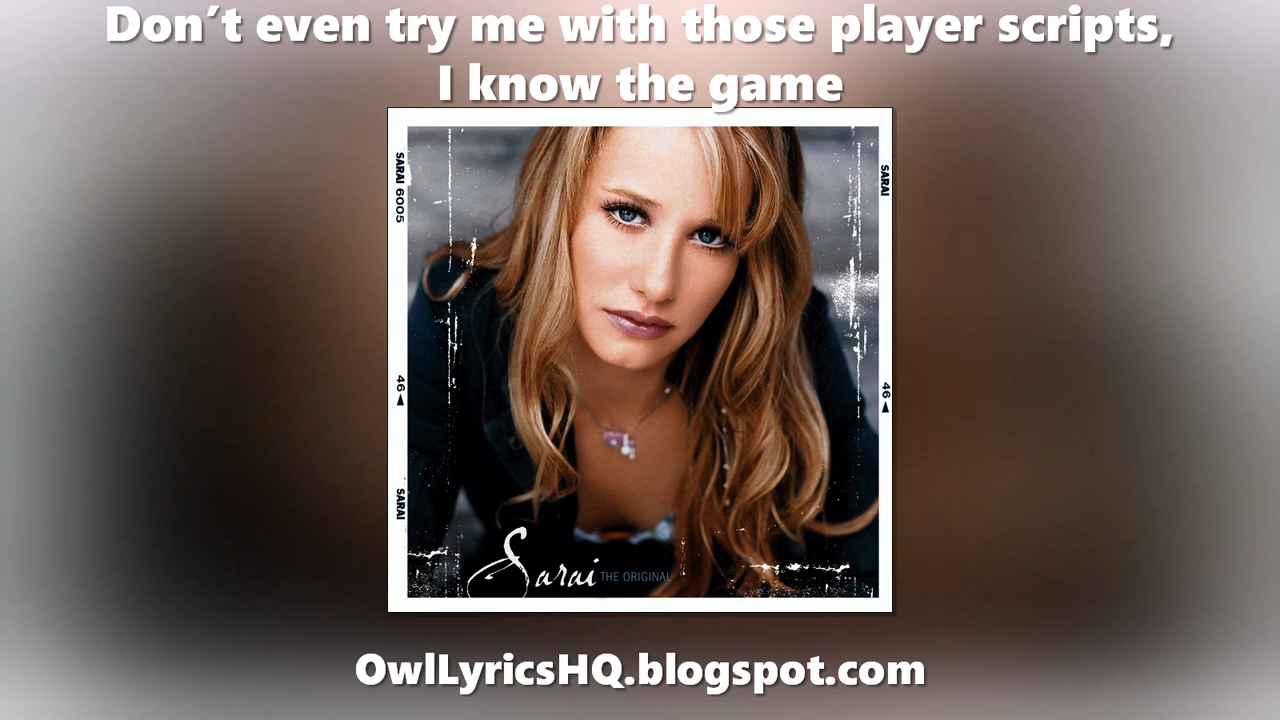 Don´t even try me with those player scripts,
I know the game
SARAI 6005
SARAI
46
46
SARAI
Sarai THE ORIGINAL
OwlLyricsHQ.blogspot.com